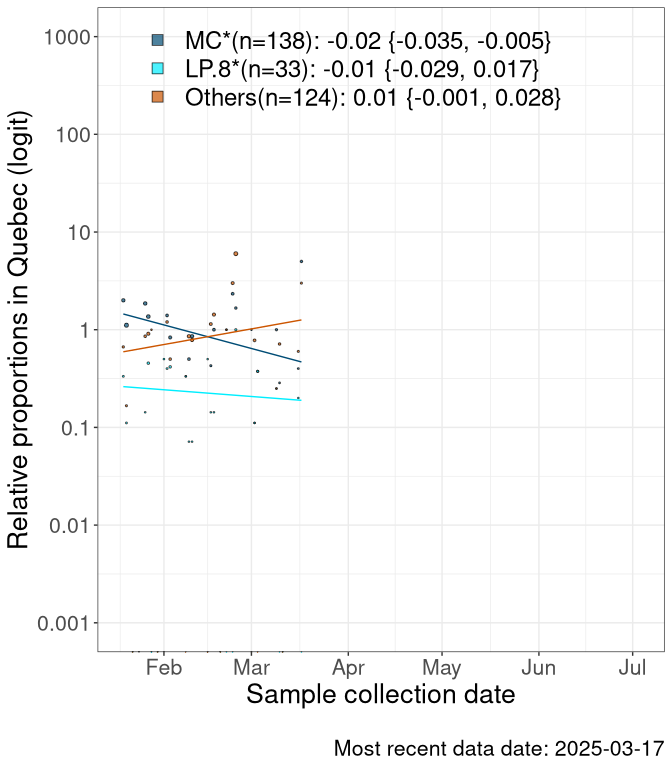 MC*(n=138): -0.02 {-0.035, -0.005}
LP.8*(n=33): -0.01 {-0.029, 0.017}
Others(n=124): 0.01 {-0.001, 0.028}
Relative proportions in Quebec (logit)
1000
100
10
1
0.1
0.01
0.001
Feb Mar Apr May Jun Jul
Sample collection date
Most recent data date: 2025-03-17